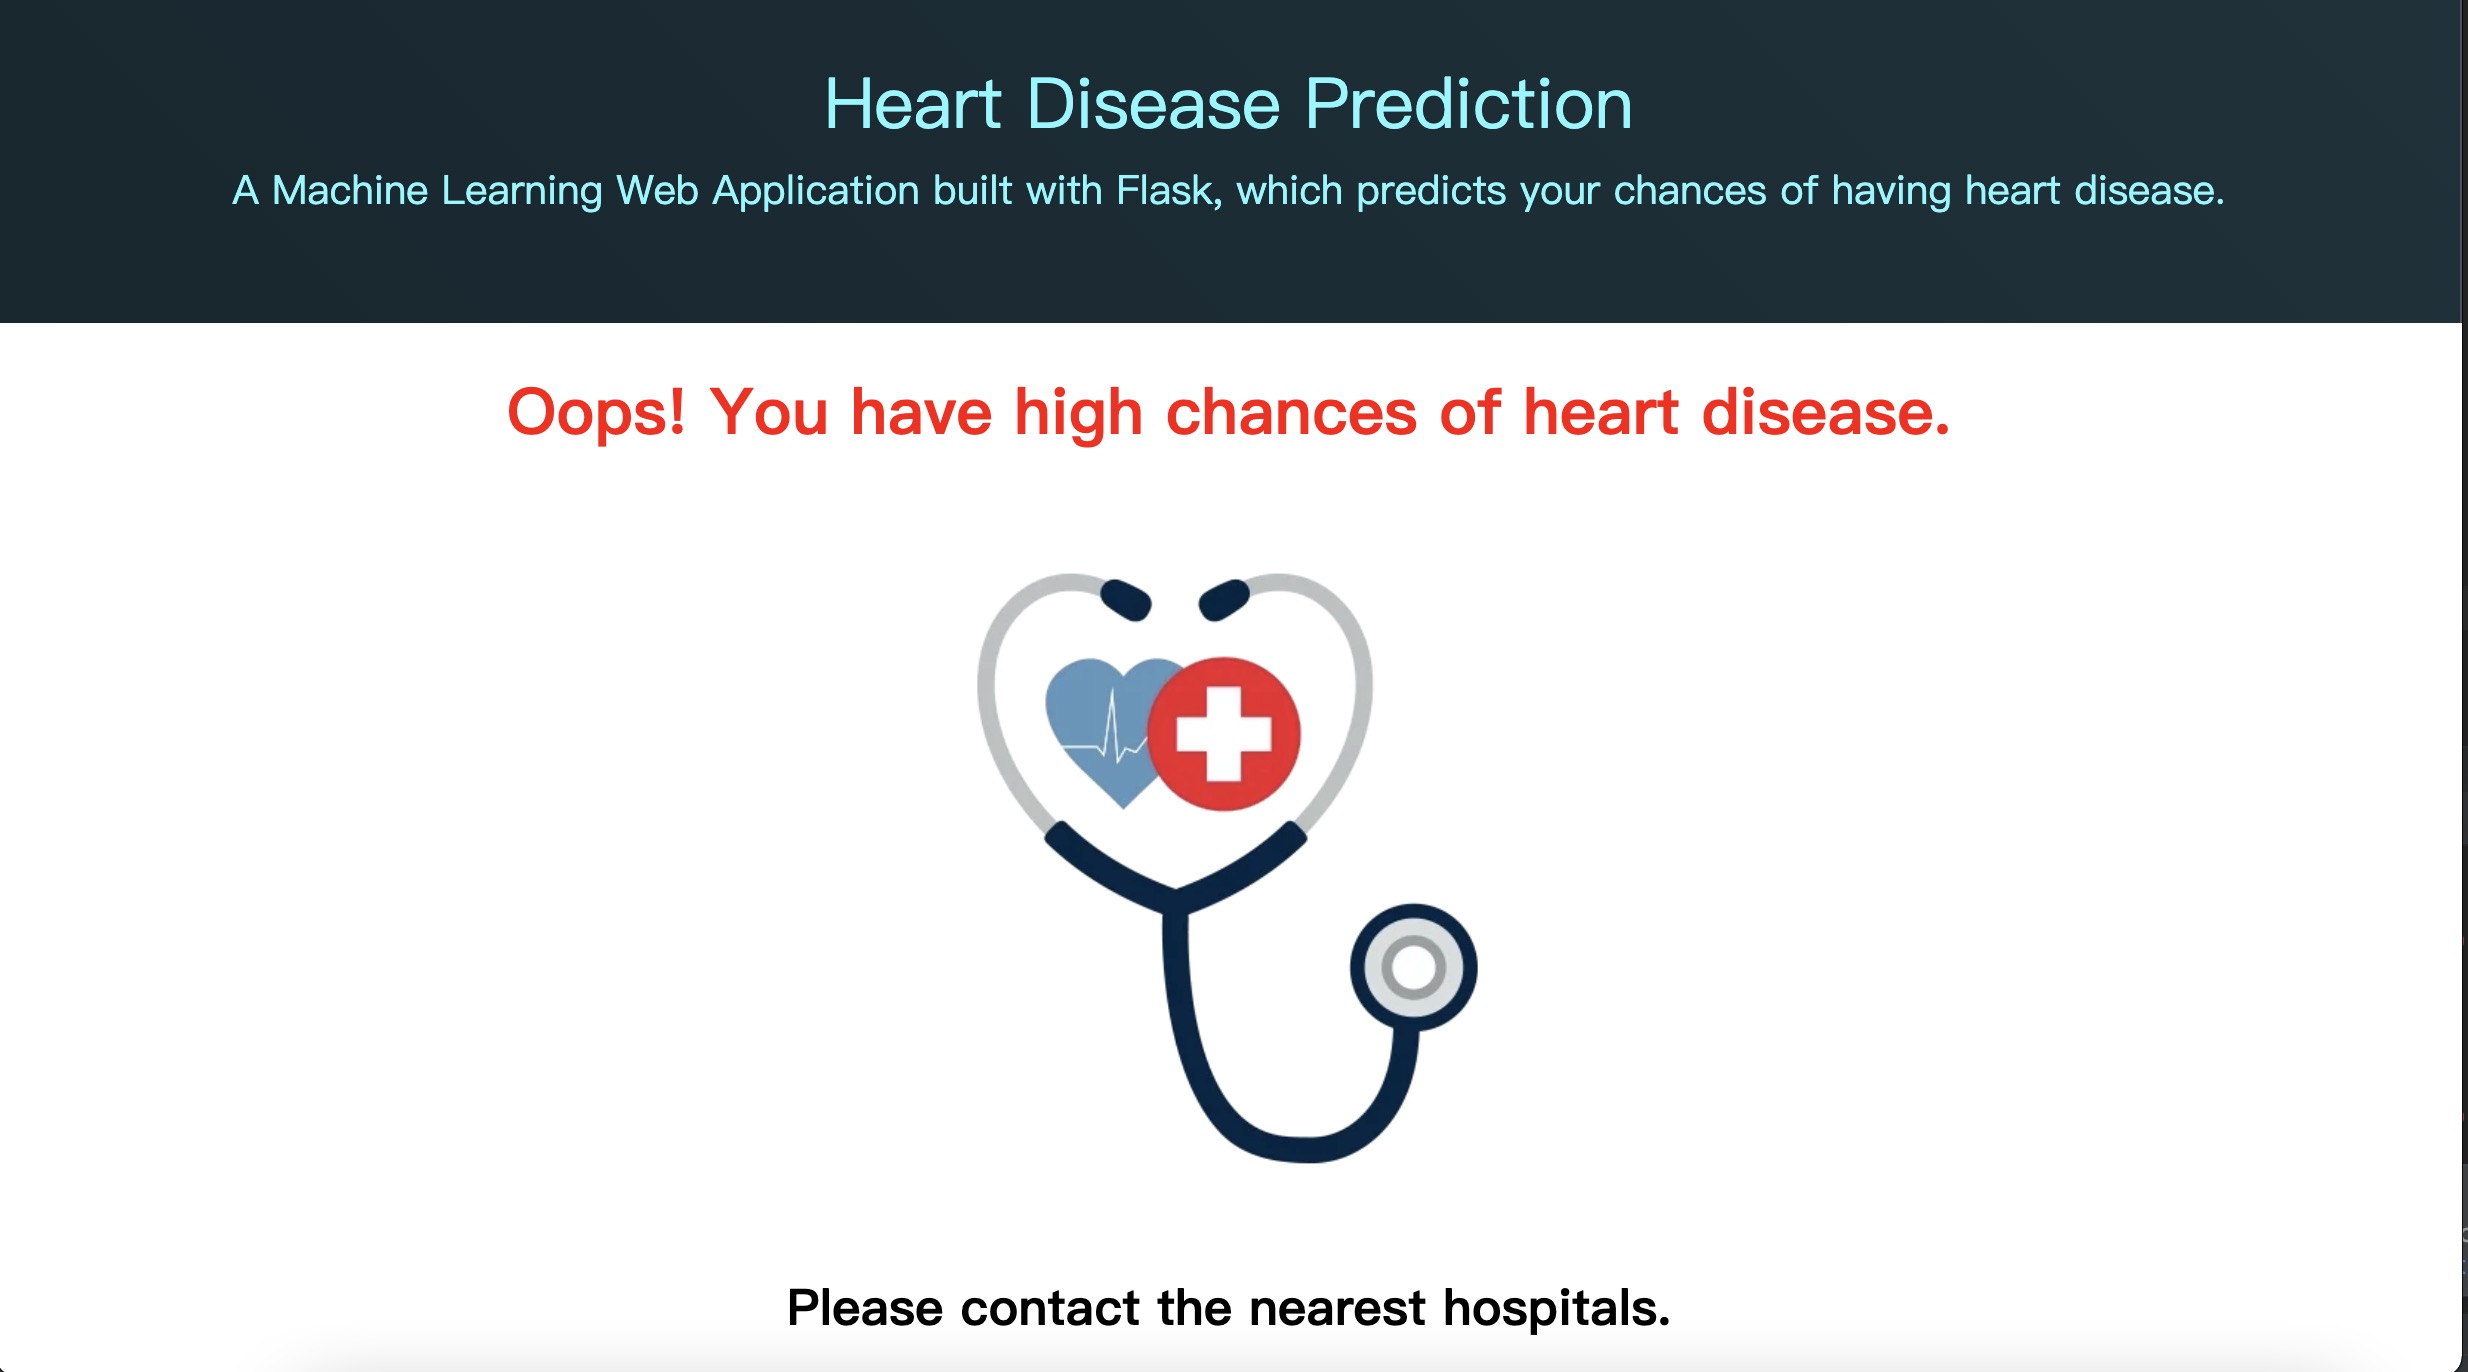 Heart Disease Prediction
A Machine Learning Web Application built with Flask, which predicts your chances of having heart disease.
Oops! You have high chances of heart disease.
Please contact the nearest hospitals.